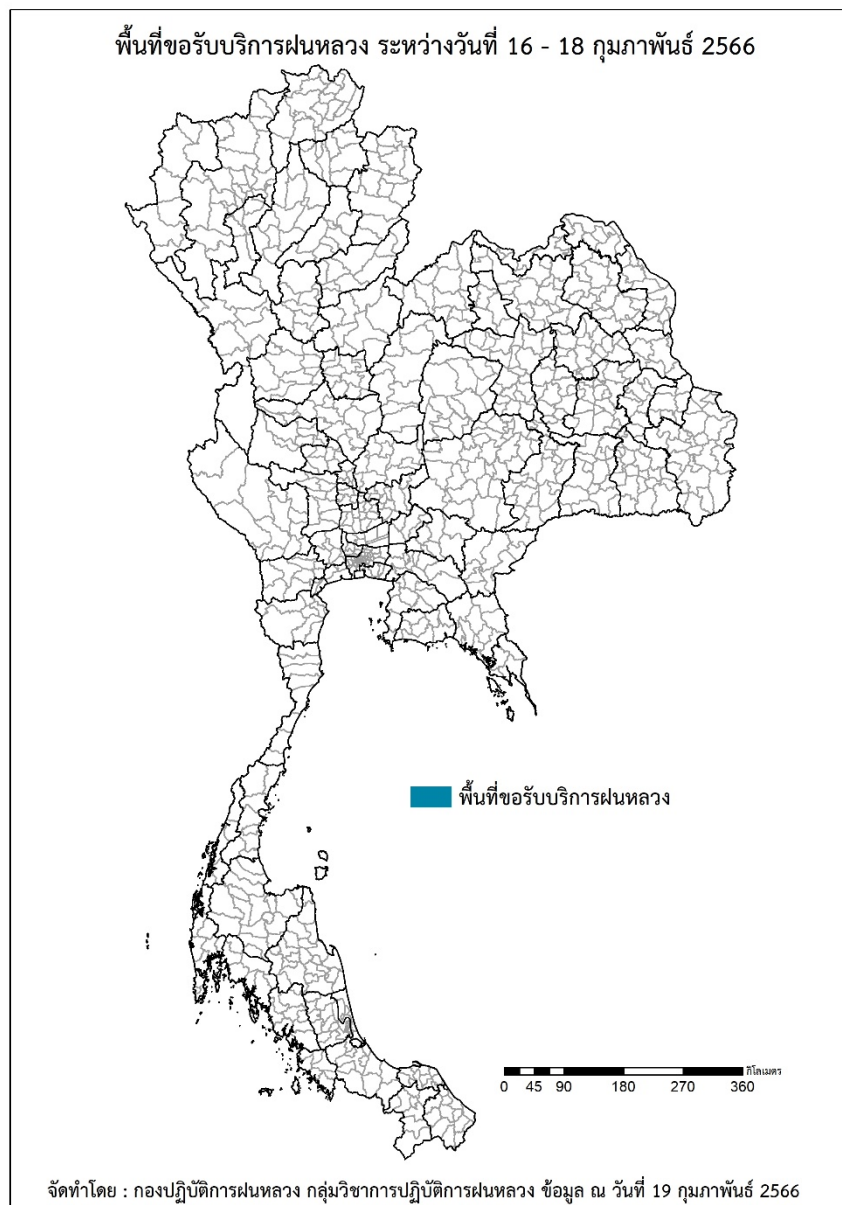 พื้นที่ขอรับบริการฝนหลวง ระหว่างวันที่ 16 - 18 กุมภาพันธ์ 2566
พื้นที่ขอรับบริการฝนหลวง
กิโลเมตร
0 45 90 180 270 360
จัดทำโดย : กองปฏิบัติการฝนหลวง กลุ่มวิชาการปฏิบัติการฝนหลวง ข้อมูล ณ วันที่ 19 กุมภาพันธ์ 2566